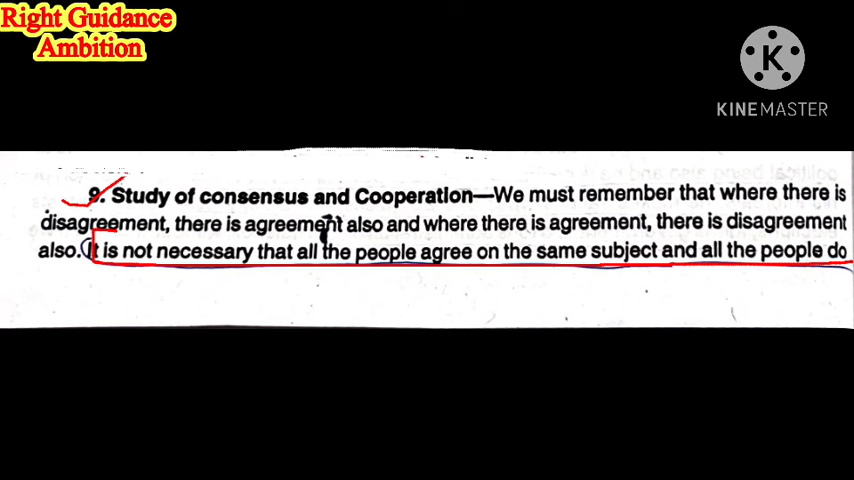 Right Guidance
Ambition
KINEMASTER
9. Study of consensus and Cooperation—We must remember that where there is
disagreement, there is agreement also and where there is agreement, there is disagreement
also. It is not necessary that all the people agree on the same subject and all the people do